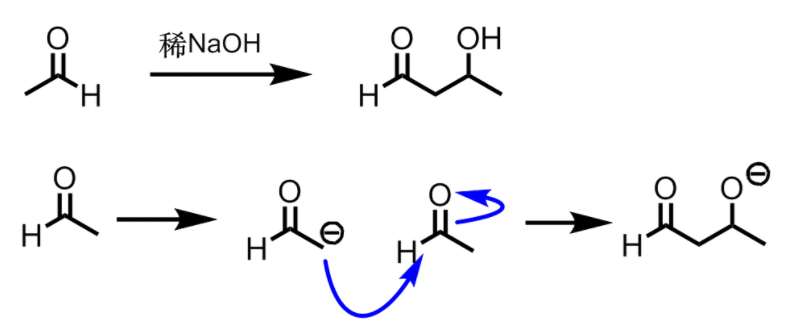 O OH
稀NaOH
O
H H
O O O O O⊖
H H ⊖ H H